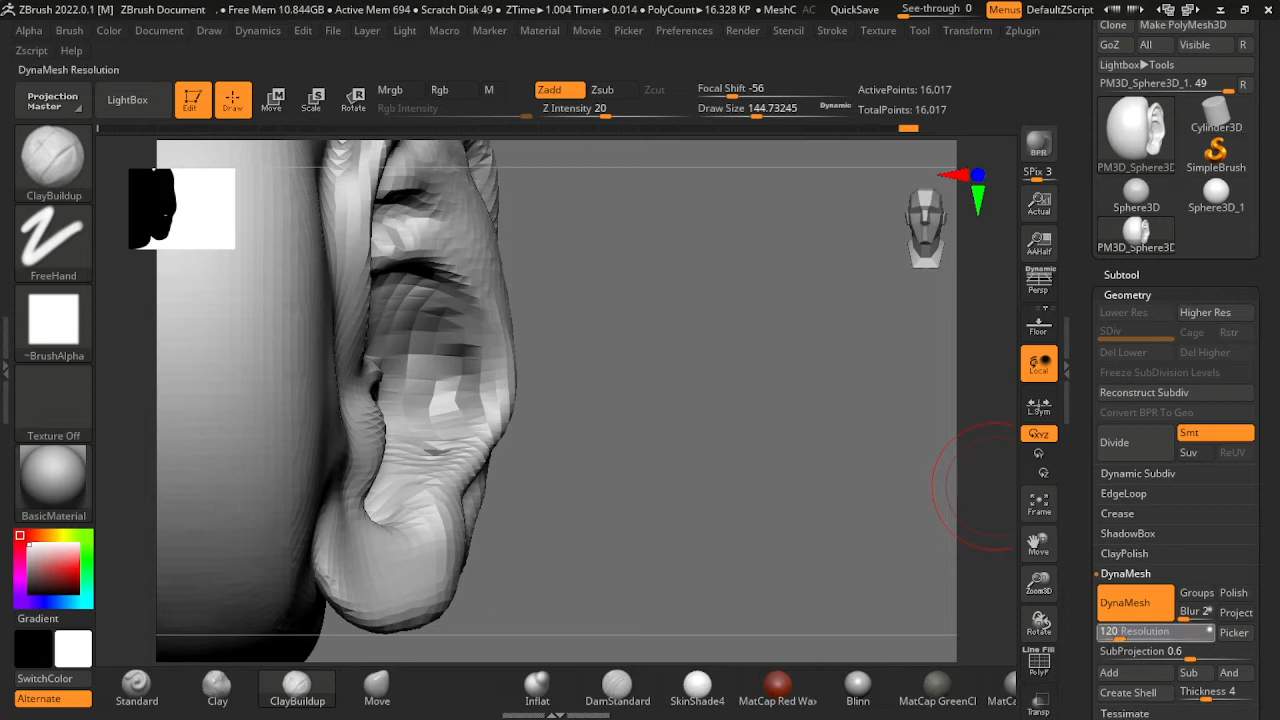 ZBrush 2022.0.1 [M] ZBrush Document . • Free Mem 10.844GB • Active Mem 694 • Scratch Disk 49 • ZTime▸1.004 Timer▸0.014 • PolyCount▸16.328 KP • MeshC AC QuickSave See-through 0 Menus DefaultZScript
Alpha Brush Color Document Draw Dynamics Edit File Layer Light Macro Marker Material Movie Picker Preferences Render Stencil Stroke Texture Tool Transform Zplugin
Zscript Help
DynaMesh Resolution
Projection Master
LightBox
Edit
Draw
Move
Scale
Rotate
Mrgb Rgb M
Rgb Intensity
Zadd Zsub Zcut
Z Intensity 20
Focal Shift -56
Draw Size 144.73245 Dynamic
ActivePoints: 16,017
TotalPoints: 16,017
ClayBuildup
FreeHand
~BrushAlpha
Texture Off
BasicMaterial
Gradient
SwitchColor
Alternate
BPR
SPix 3
Actual
AAHalf
Dynamic
Persp
Floor
Local
L.Sym
XYZ
Frame
Move
Zoom3D
Rotate
Line Fill
PolyF
Transp
Clone Make PolyMesh3D
GoZ All Visible R
Lightbox▸Tools
PM3D_Sphere3D_1. 49 R
PM3D_Sphere3D
Cylinder3D
SimpleBrush
Sphere3D
Sphere3D_1
PM3D_Sphere3D
Subtool
Geometry
Lower Res Higher Res
SDiv Cage Rstr
Del Lower Del Higher
Freeze SubDivision Levels
Reconstruct Subdiv
Convert BPR To Geo
Divide Smt
Suv ReUV
Dynamic Subdiv
EdgeLoop
Crease
ShadowBox
ClayPolish
DynaMesh
DynaMesh Groups Polish
Blur 2 Project
120 Resolution Picker
SubProjection 0.6
Add Sub And
Create Shell Thickness 4
Tessimate
Standard Clay ClayBuildup Move Inflat DamStandard SkinShade4 MatCap Red Wax Blinn MatCap GreenCl MatCa